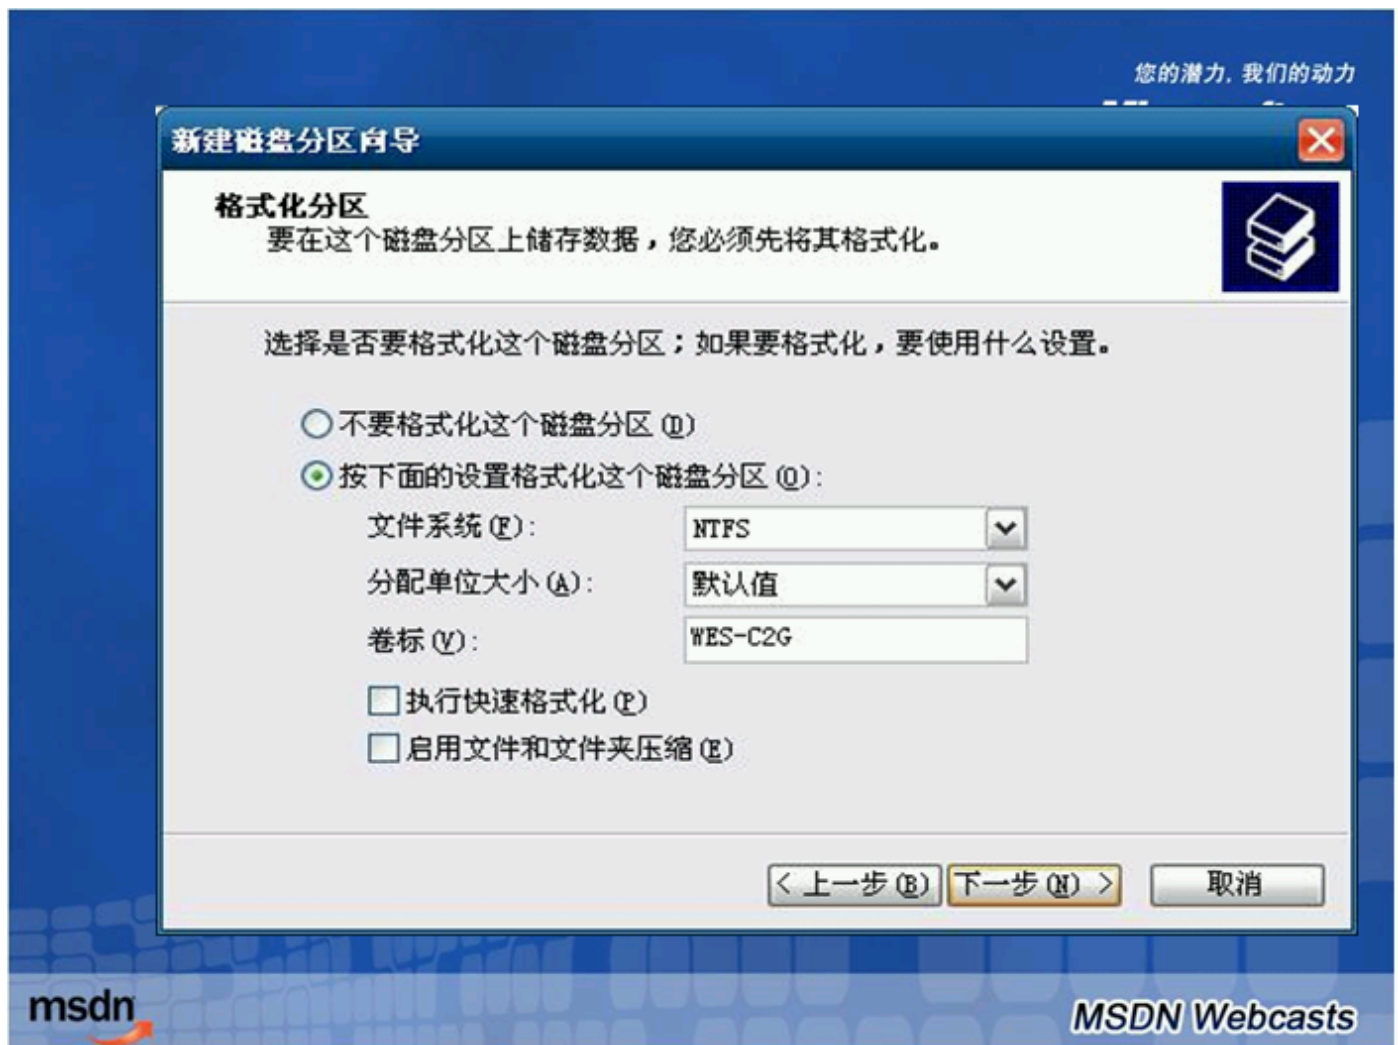 您的潜力，我们的动力
新建磁盘分区向导
格式化分区
要在这个磁盘分区上储存数据，您必须先将其格式化。
选择是否要格式化这个磁盘分区；如果要格式化，要使用什么设置。
不要格式化这个磁盘分区(D)
按下面的设置格式化这个磁盘分区(O):
文件系统(F): NTFS
分配单位大小(A): 默认值
卷标(V): WES-C2G
执行快速格式化(P)
启用文件和文件夹压缩(E)
< 上一步(B) 下一步(N) > 取消
msdn MSDN Webcasts